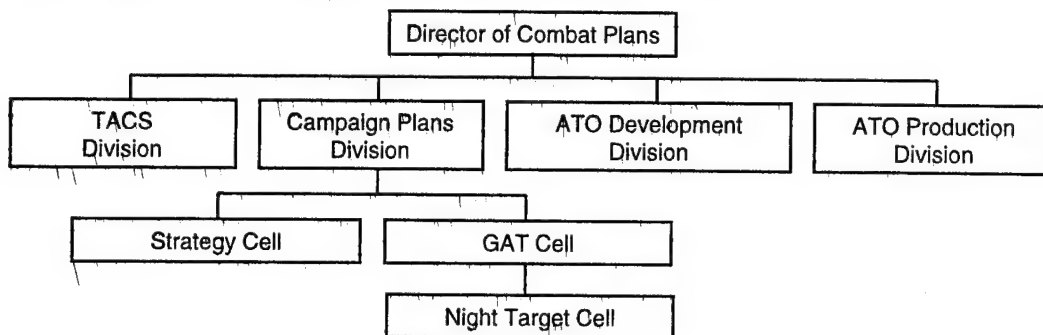 Director of Combat Plans
TACS
Division
Campaign Plans
Division
ATO Development
Division
ATO Production
Division
Strategy Cell
GAT Cell
Night Target Cell